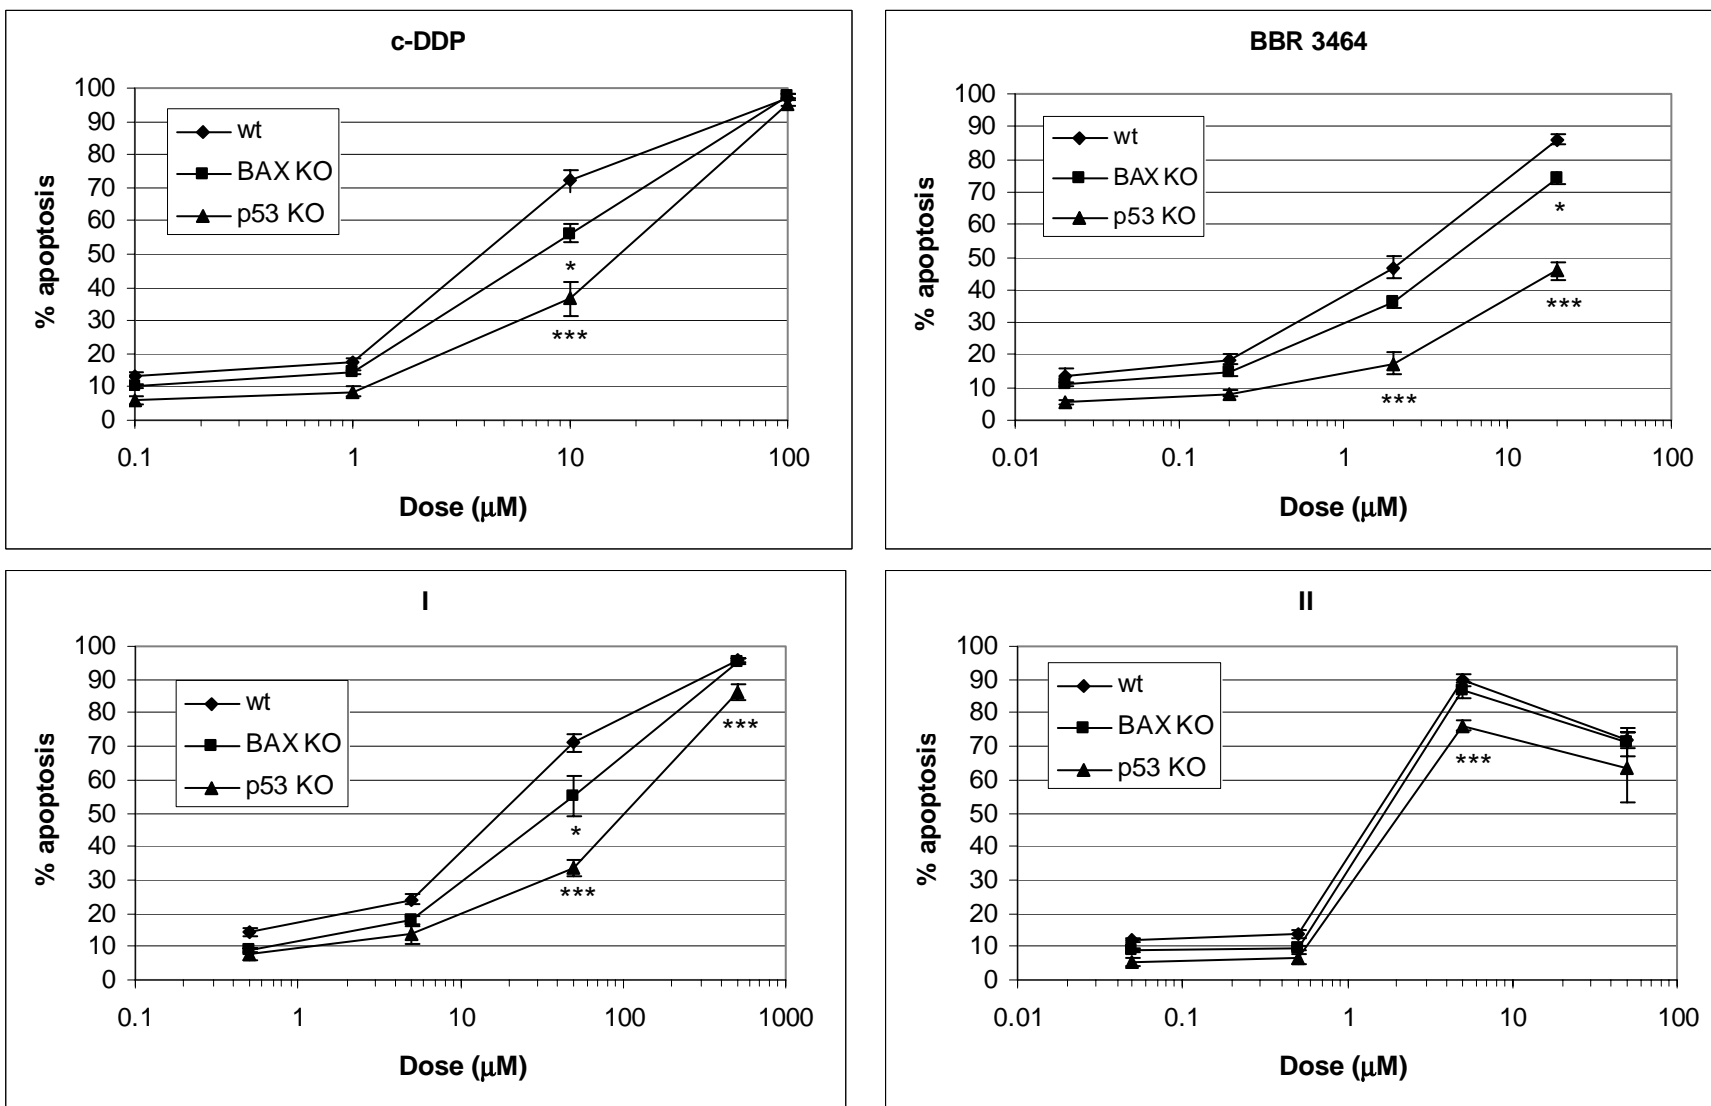 c-DDP
100
90
80
70
60
50
40
30
20
10
0
% apoptosis
wt
BAX KO
p53 KO
*
***
0.1 1 10 100
Dose (μM)
BBR 3464
100
90
80
70
60
50
40
30
20
10
0
% apoptosis
wt
BAX KO
p53 KO
*
***
***
0.01 0.1 1 10 100
Dose (μM)
I
100
90
80
70
60
50
40
30
20
10
0
% apoptosis
wt
BAX KO
p53 KO
***
*
***
0.1 1 10 100 1000
Dose (μM)
II
100
90
80
70
60
50
40
30
20
10
0
% apoptosis
wt
BAX KO
p53 KO
***
0.01 0.1 1 10 100
Dose (μM)